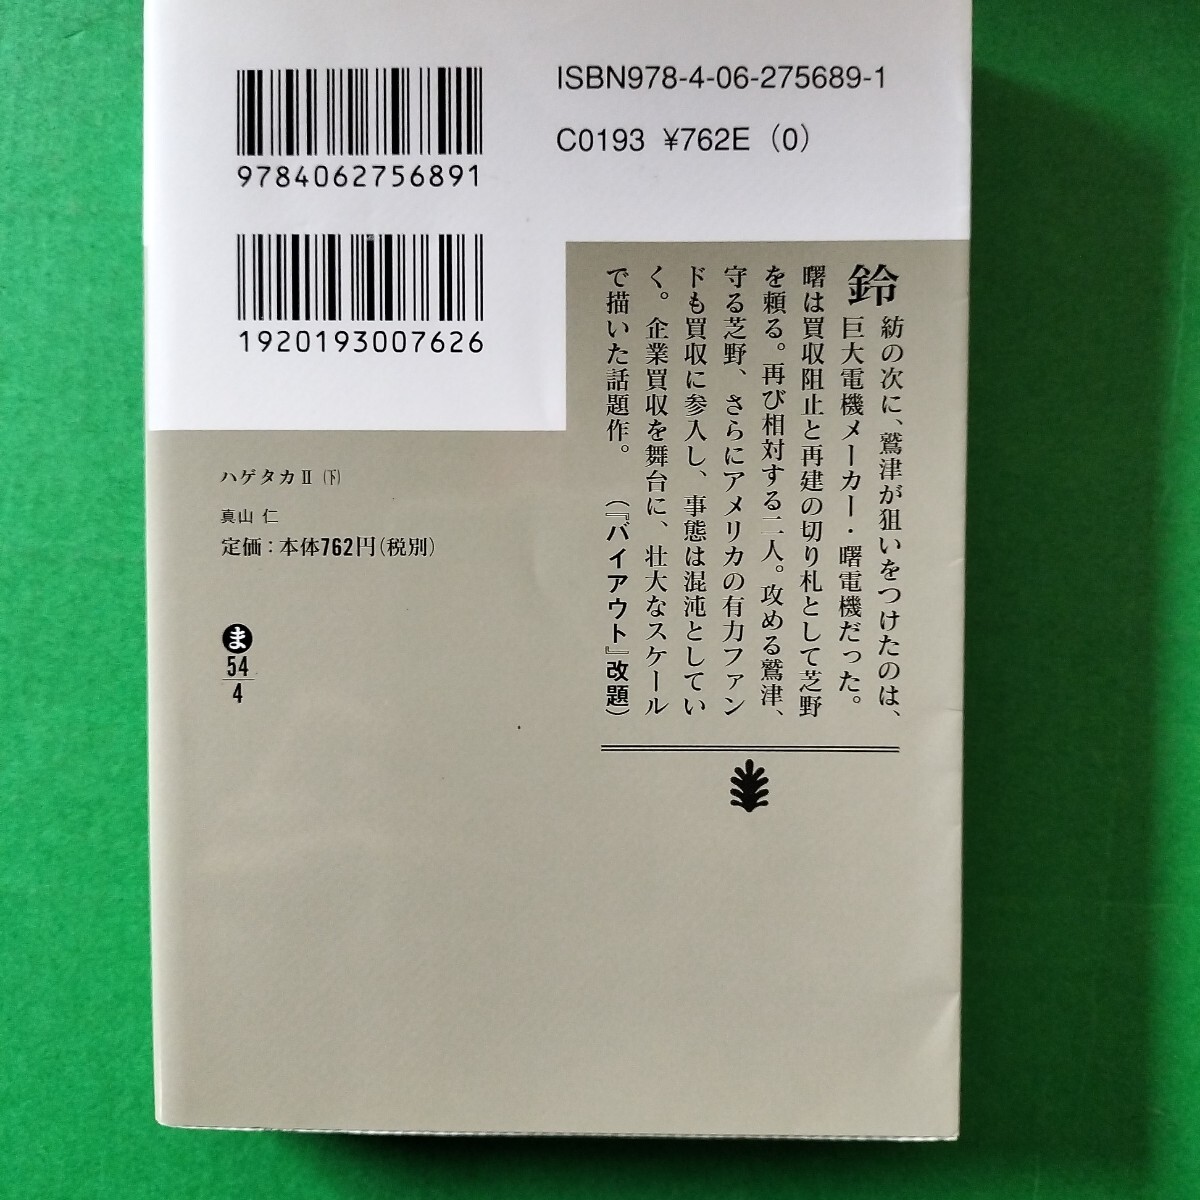 ISBN978-4-06-275689-1
C0193 ¥762E (0)
9784062756891
1920193007626
鈴紡の次に、鷲津が狙いをつけたのは、
巨大電機メーカー・曙電機だった。
曙は買収阻止と再建の切り札として芝野
を頼る。再び相対する二人。攻める鷲津、
守る芝野、さらにアメリカの有力ファン
ドも買収に参入し、事態は混沌としてい
く。企業買収を舞台に、壮大なスケール
で描いた話題作。（『バイアウト』改題）
ハゲタカⅡ（下）
真山 仁
定価：本体762円（税別）
ま
54
4